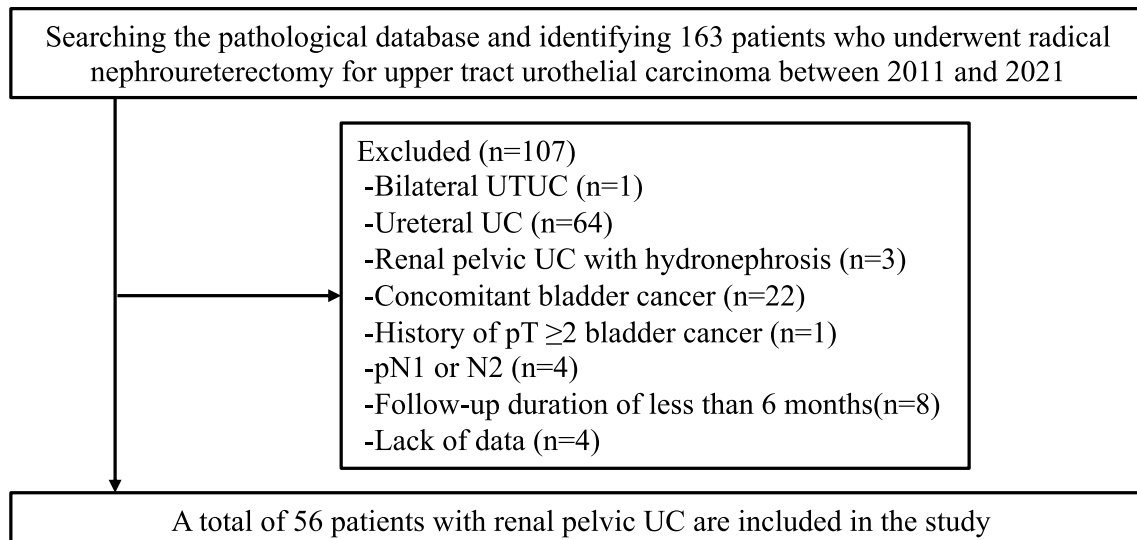 Searching the pathological database and identifying 163 patients who underwent radical
nephroureterectomy for upper tract urothelial carcinoma between 2011 and 2021
Excluded (n=107)
-Bilateral UTUC (n=1)
-Ureteral UC (n=64)
-Renal pelvic UC with hydronephrosis (n=3)
-Concomitant bladder cancer (n=22)
-History of pT ≥2 bladder cancer (n=1)
-pN1 or N2 (n=4)
-Follow-up duration of less than 6 months(n=8)
-Lack of data (n=4)
A total of 56 patients with renal pelvic UC are included in the study